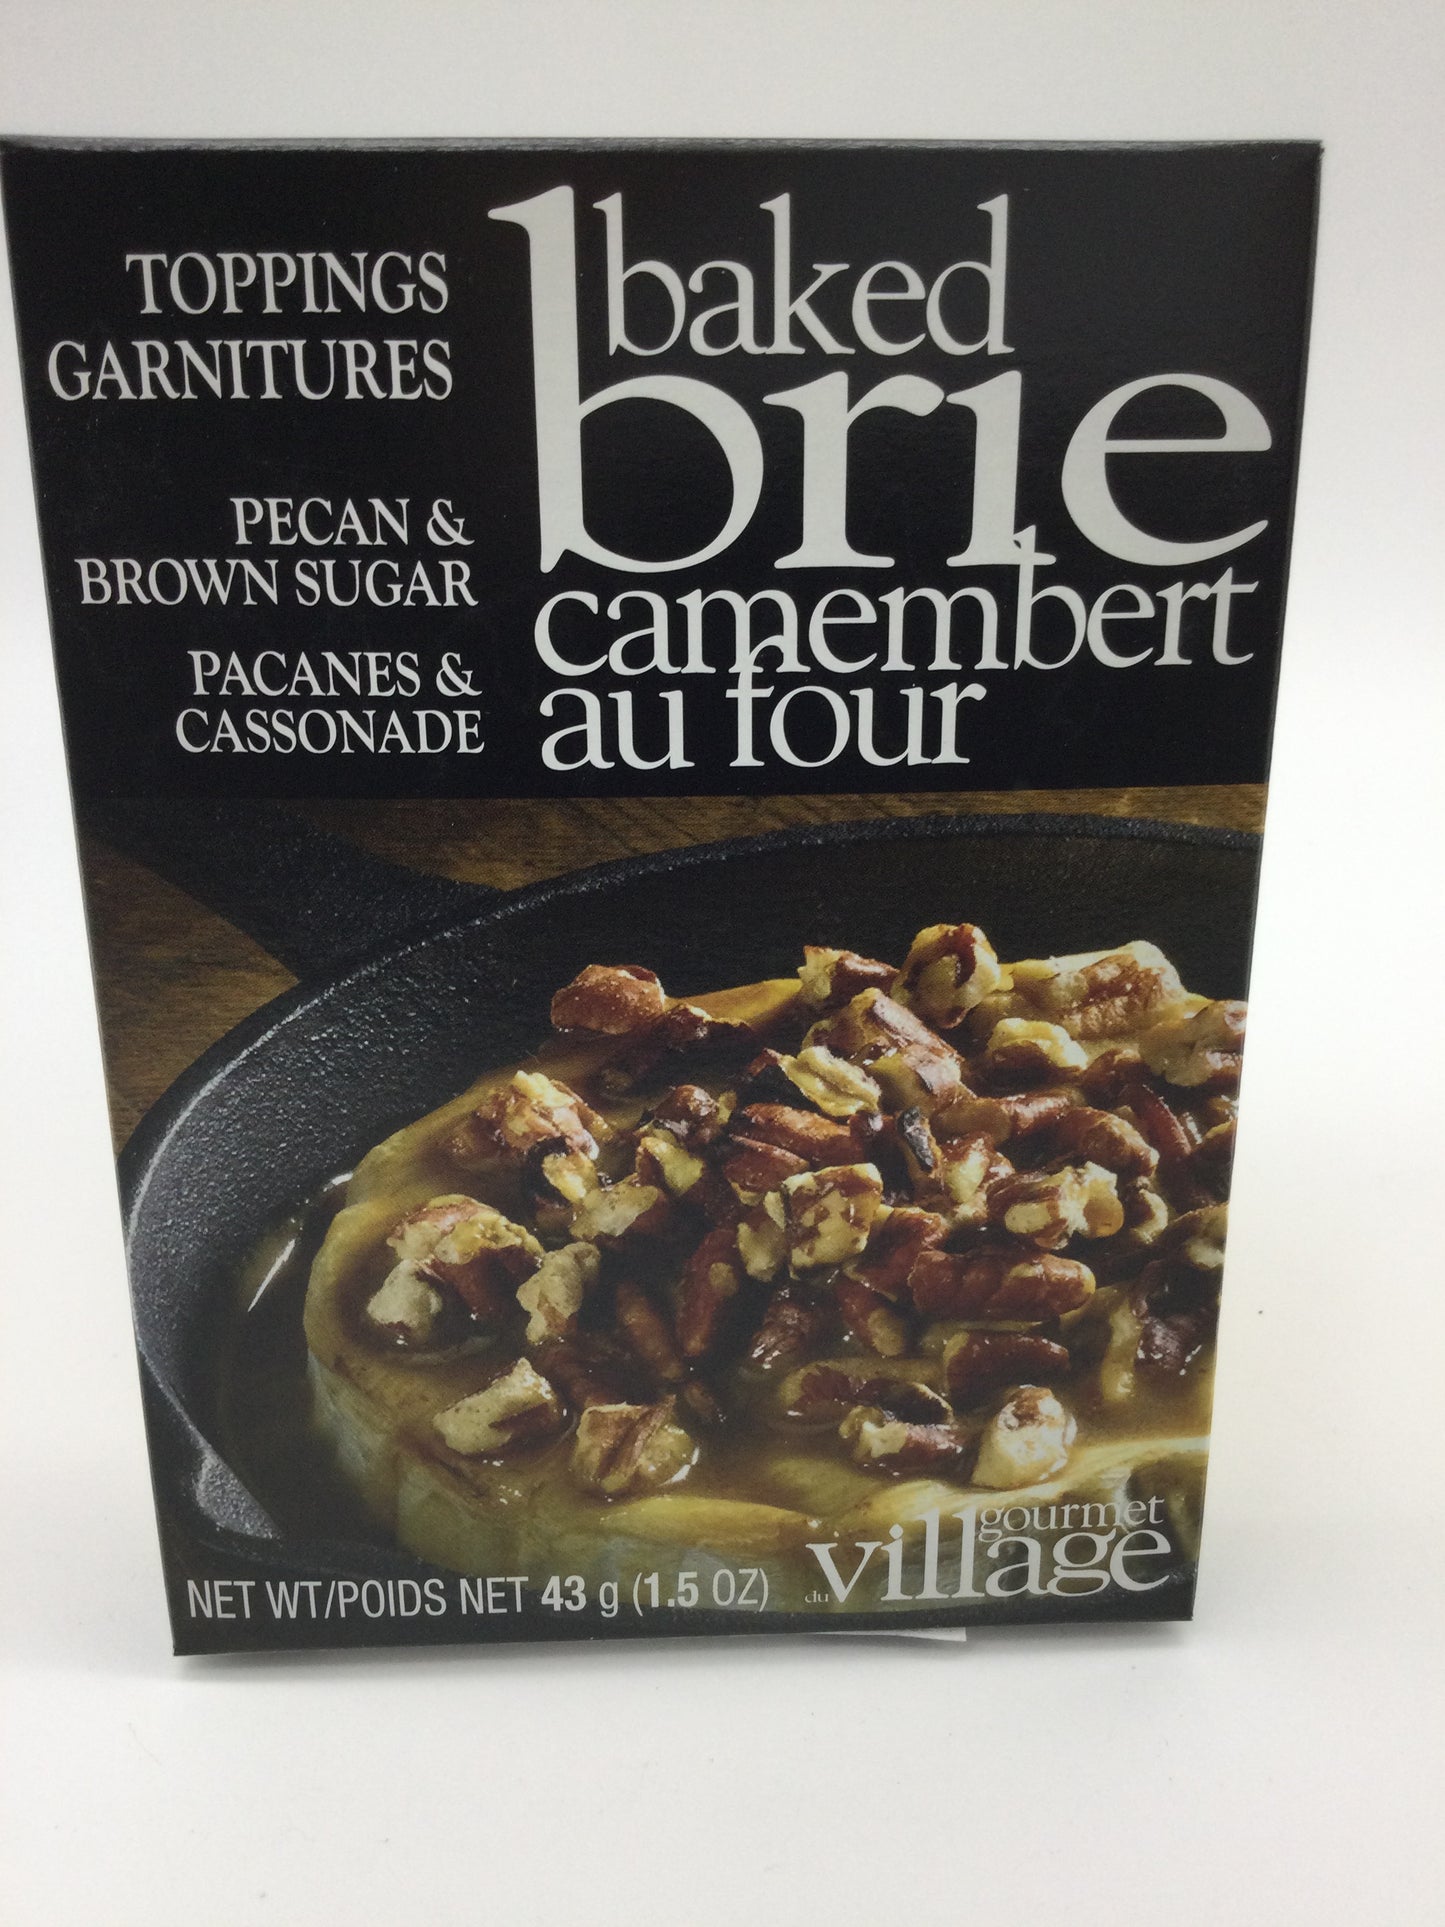 TOPPINGS
GARNITURES
PECAN &
BROWN SUGAR
PACANES &
CASSONADE
baked
brie
camembert
au four
NET WT/POIDS NET 43 g (1.5 OZ)
gourmet
du village